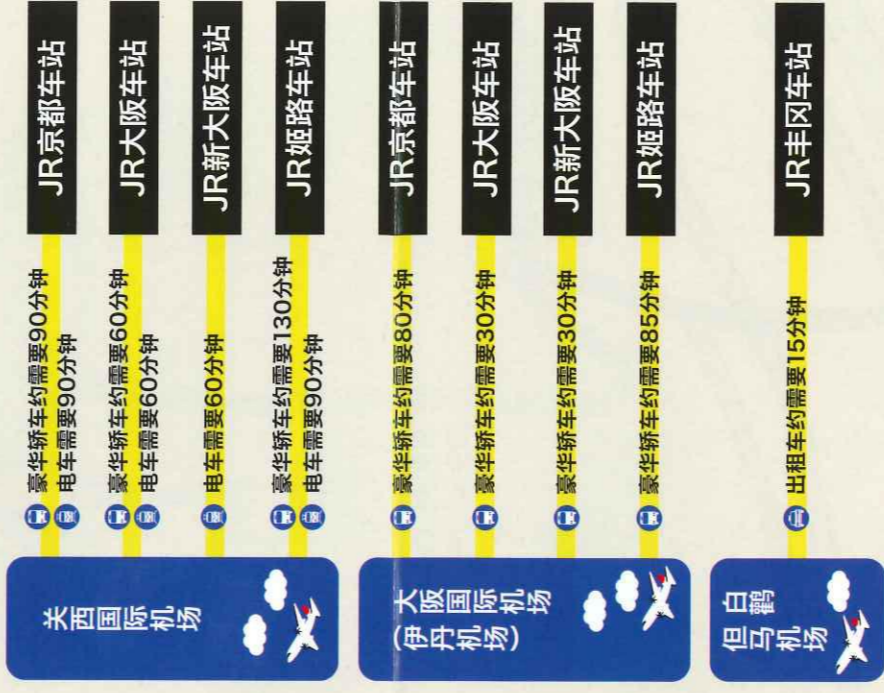 关西国际机场
豪华轿车约需要90分钟
电车需要90分钟
JR京都车站
豪华轿车约需要60分钟
电车需要60分钟
JR大阪车站
电车需要60分钟
JR新大阪车站
豪华轿车约需要130分钟
电车需要90分钟
JR姬路车站
大阪国际机场
(伊丹机场)
豪华轿车约需要80分钟
JR京都车站
豪华轿车约需要30分钟
JR大阪车站
豪华轿车约需要30分钟
JR新大阪车站
豪华轿车约需要85分钟
JR姬路车站
白鹤
但马机场
出租车约需要15分钟
JR丰冈车站